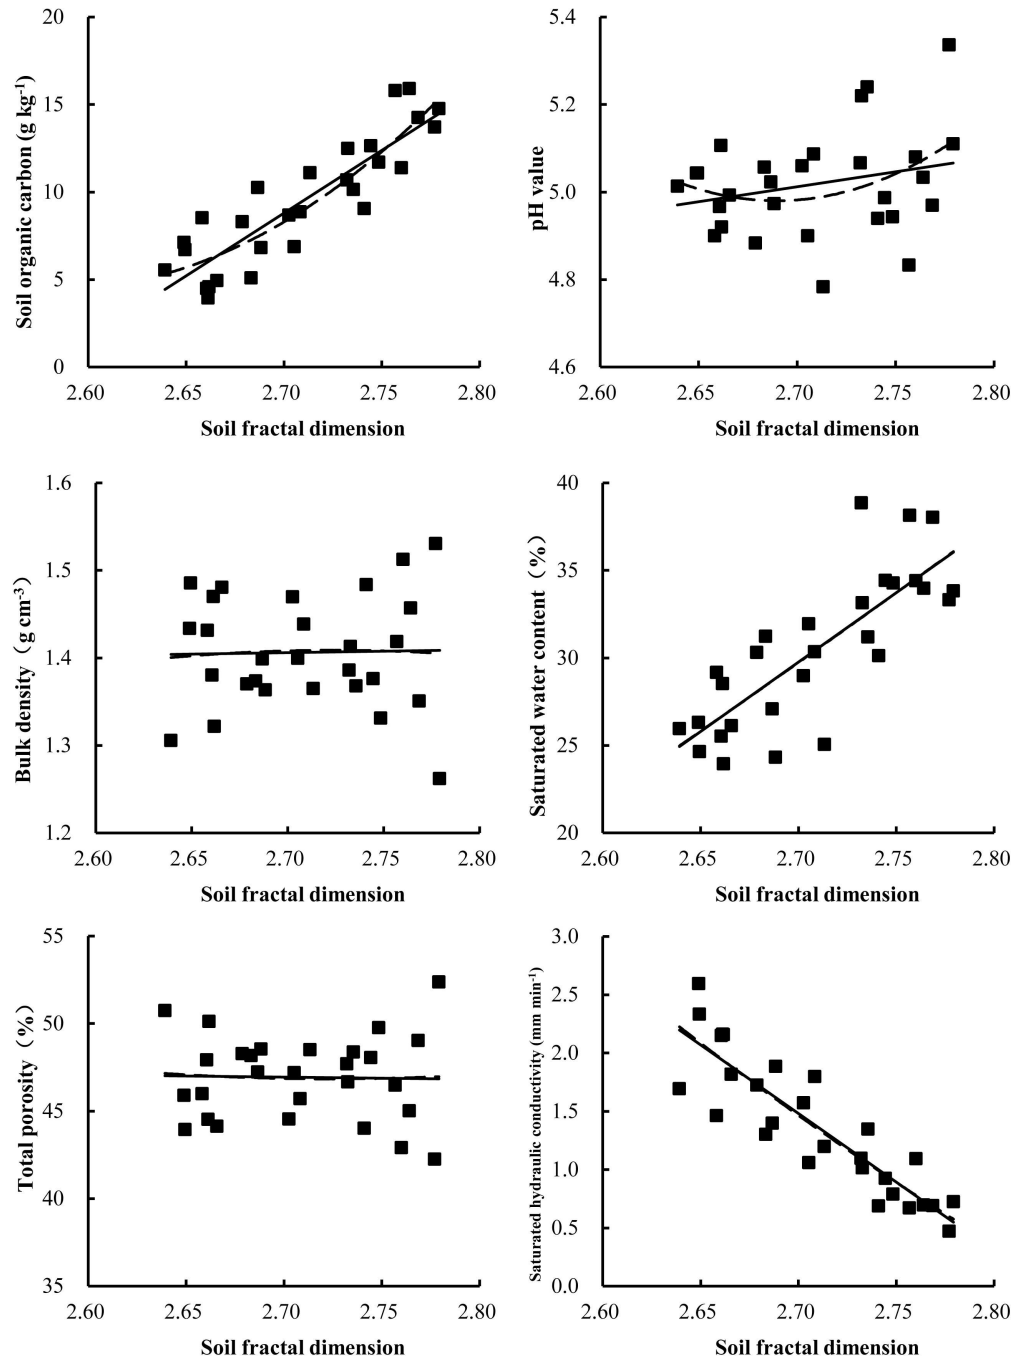 Soil organic carbon (g kg⁻¹)
20
15
10
5
0
2.60 2.65 2.70 2.75 2.80
Soil fractal dimension
pH value
5.4
5.2
5.0
4.8
4.6
2.60 2.65 2.70 2.75 2.80
Soil fractal dimension
Bulk density（g cm⁻³）
1.6
1.5
1.4
1.3
1.2
2.60 2.65 2.70 2.75 2.80
Soil fractal dimension
Saturated water content（%）
40
35
30
25
20
2.60 2.65 2.70 2.75 2.80
Soil fractal dimension
Total porosity（%）
55
50
45
40
35
2.60 2.65 2.70 2.75 2.80
Soil fractal dimension
Saturated hydraulic conductivity (mm min⁻¹)
3.0
2.5
2.0
1.5
1.0
0.5
0.0
2.60 2.65 2.70 2.75 2.80
Soil fractal dimension